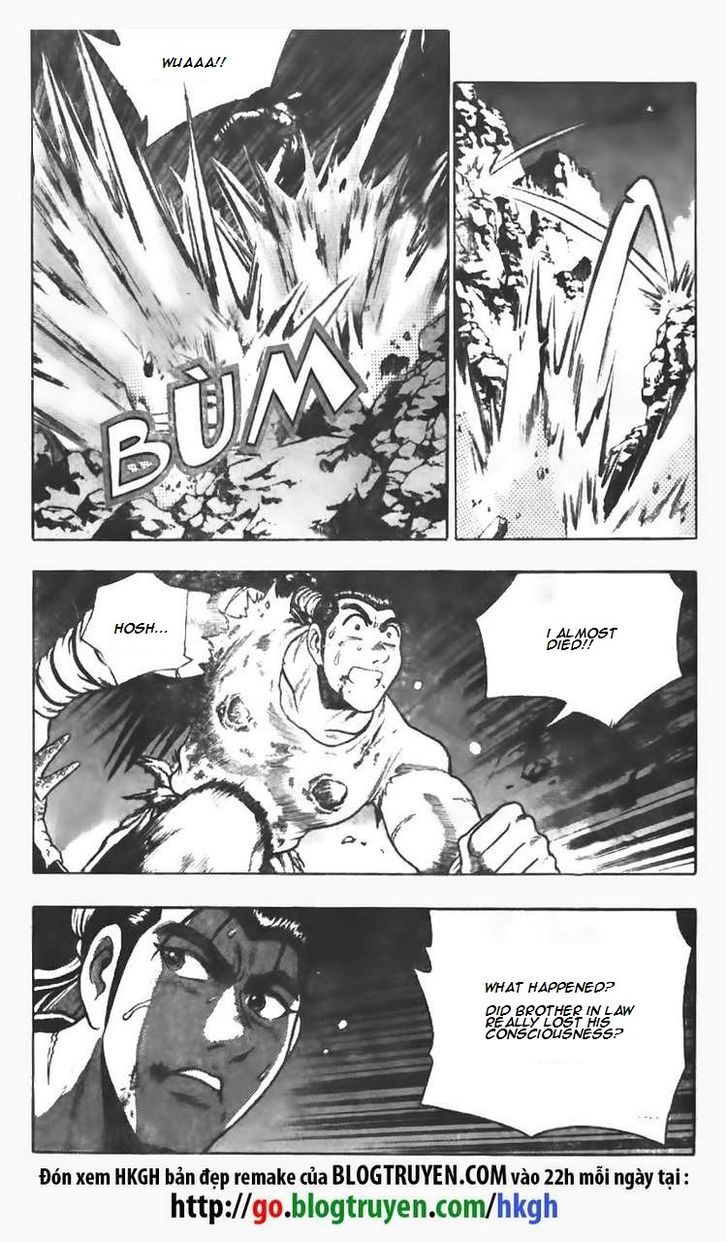 WUAAA!!
BÙM
HOSH...
I ALMOST
DIED!!
WHAT HAPPENED?
DID BROTHER IN LAW
REALLY LOST HIS
CONSCIOUSNESS?
Đón xem HKGH bản đẹp remake của BLOGTRUYEN.COM vào 22h mỗi ngày tại :
http://go.blogtruyen.com/hkgh